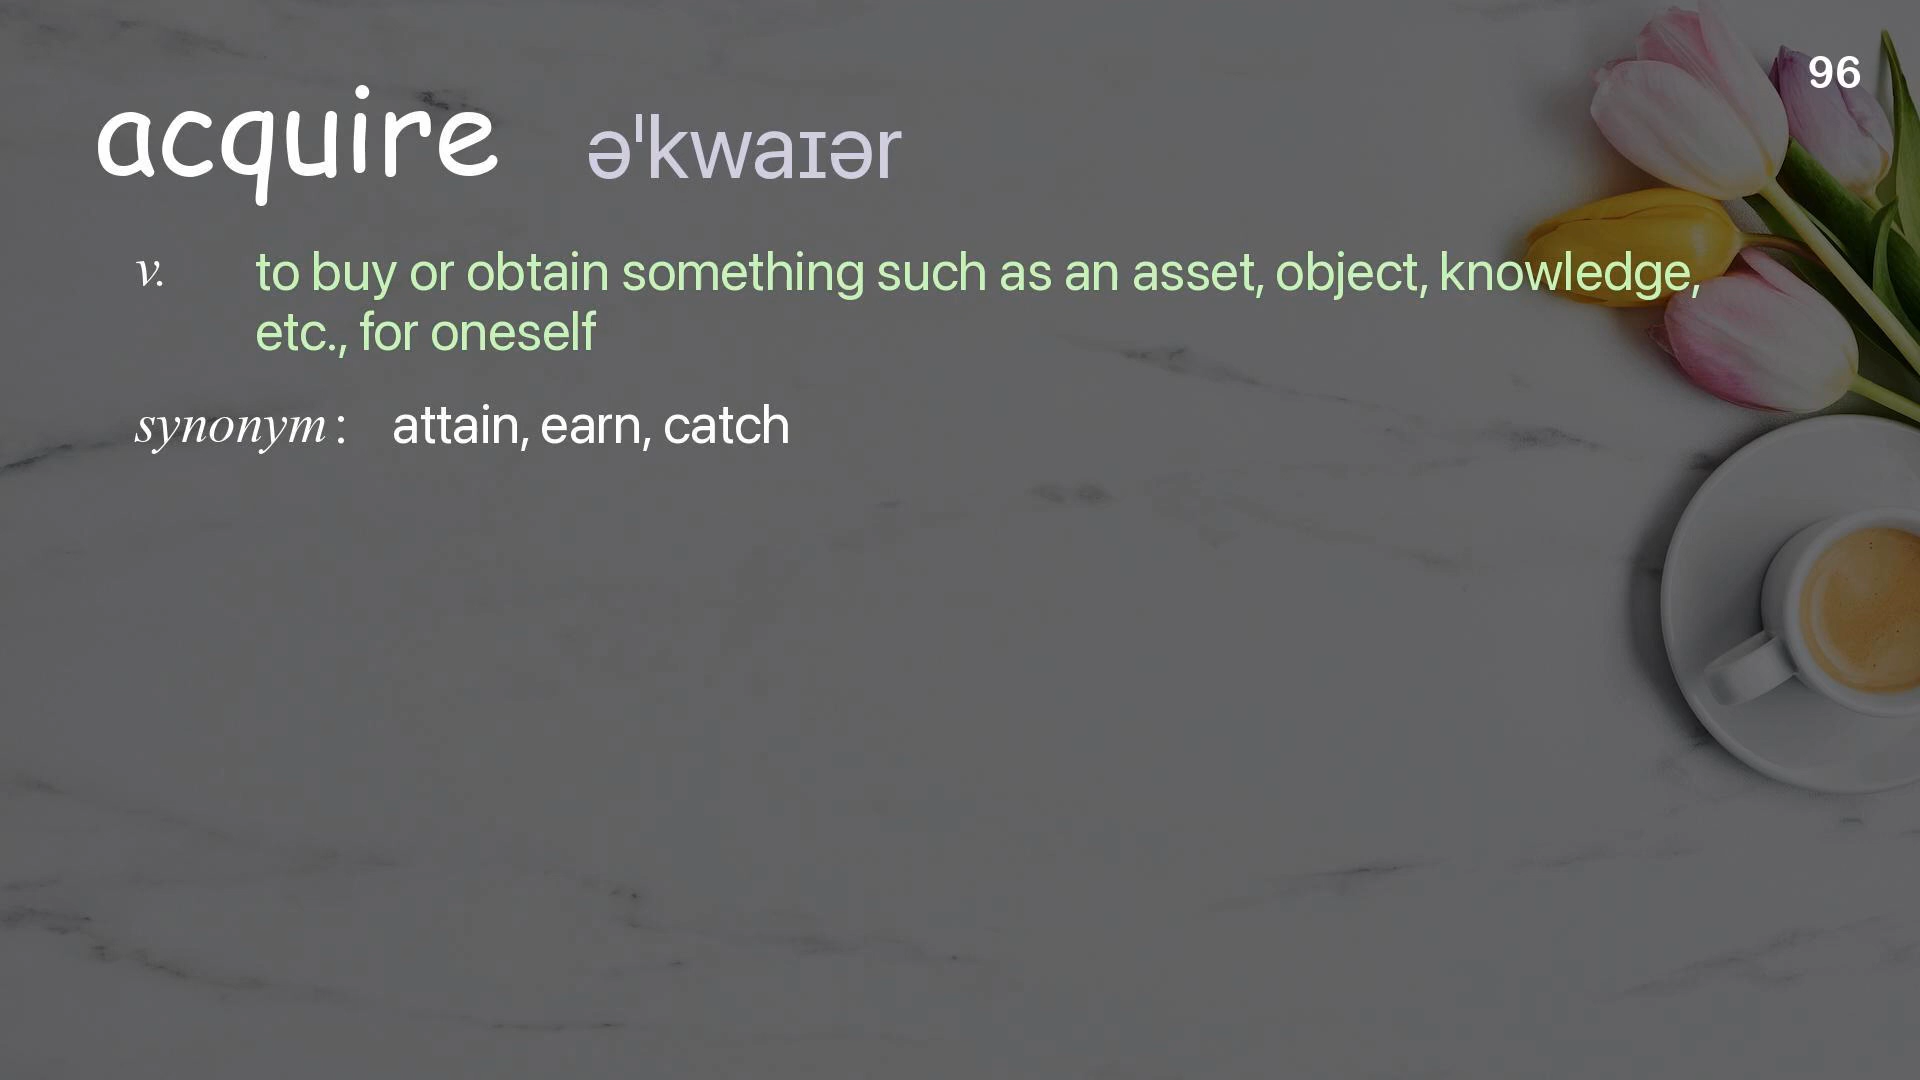 96
acquire əˈkwaɪər
v. to buy or obtain something such as an asset, object, knowledge,
etc., for oneself
synonym: attain, earn, catch